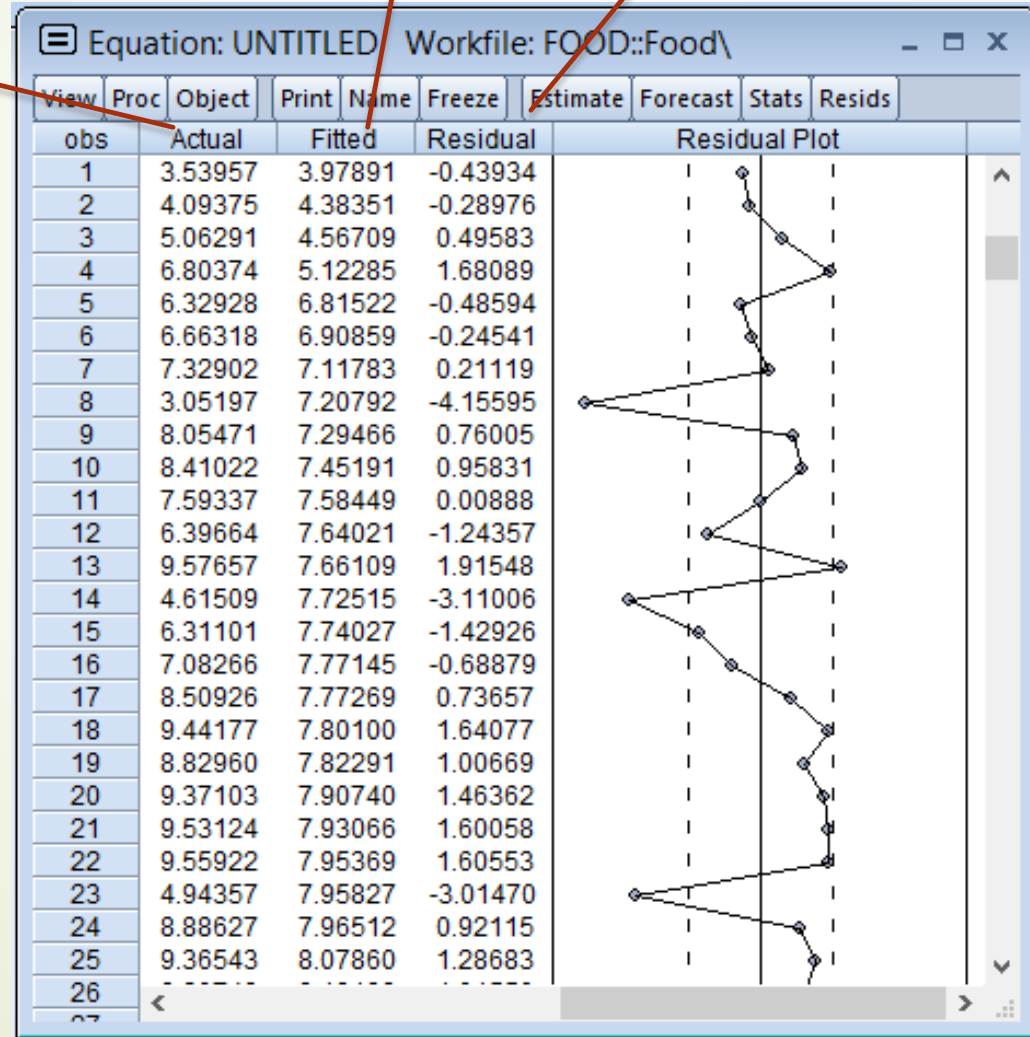 Equation: UNTITLED Workfile: FOOD::Food\
View Proc Object Print Name Freeze Estimate Forecast Stats Resids
obs Actual Fitted Residual Residual Plot
1 3.53957 3.97891 -0.43934
2 4.09375 4.38351 -0.28976
3 5.06291 4.56709 0.49583
4 6.80374 5.12285 1.68089
5 6.32928 6.81522 -0.48594
6 6.66318 6.90859 -0.24541
7 7.32902 7.11783 0.21119
8 3.05197 7.20792 -4.15595
9 8.05471 7.29466 0.76005
10 8.41022 7.45191 0.95831
11 7.59337 7.58449 0.00888
12 6.39664 7.64021 -1.24357
13 9.57657 7.66109 1.91548
14 4.61509 7.72515 -3.11006
15 6.31101 7.74027 -1.42926
16 7.08266 7.77145 -0.68879
17 8.50926 7.77269 0.73657
18 9.44177 7.80100 1.64077
19 8.82960 7.82291 1.00669
20 9.37103 7.90740 1.46362
21 9.53124 7.93066 1.60058
22 9.55922 7.95369 1.60553
23 4.94357 7.95827 -3.01470
24 8.88627 7.96512 0.92115
25 9.36543 8.07860 1.28683
26